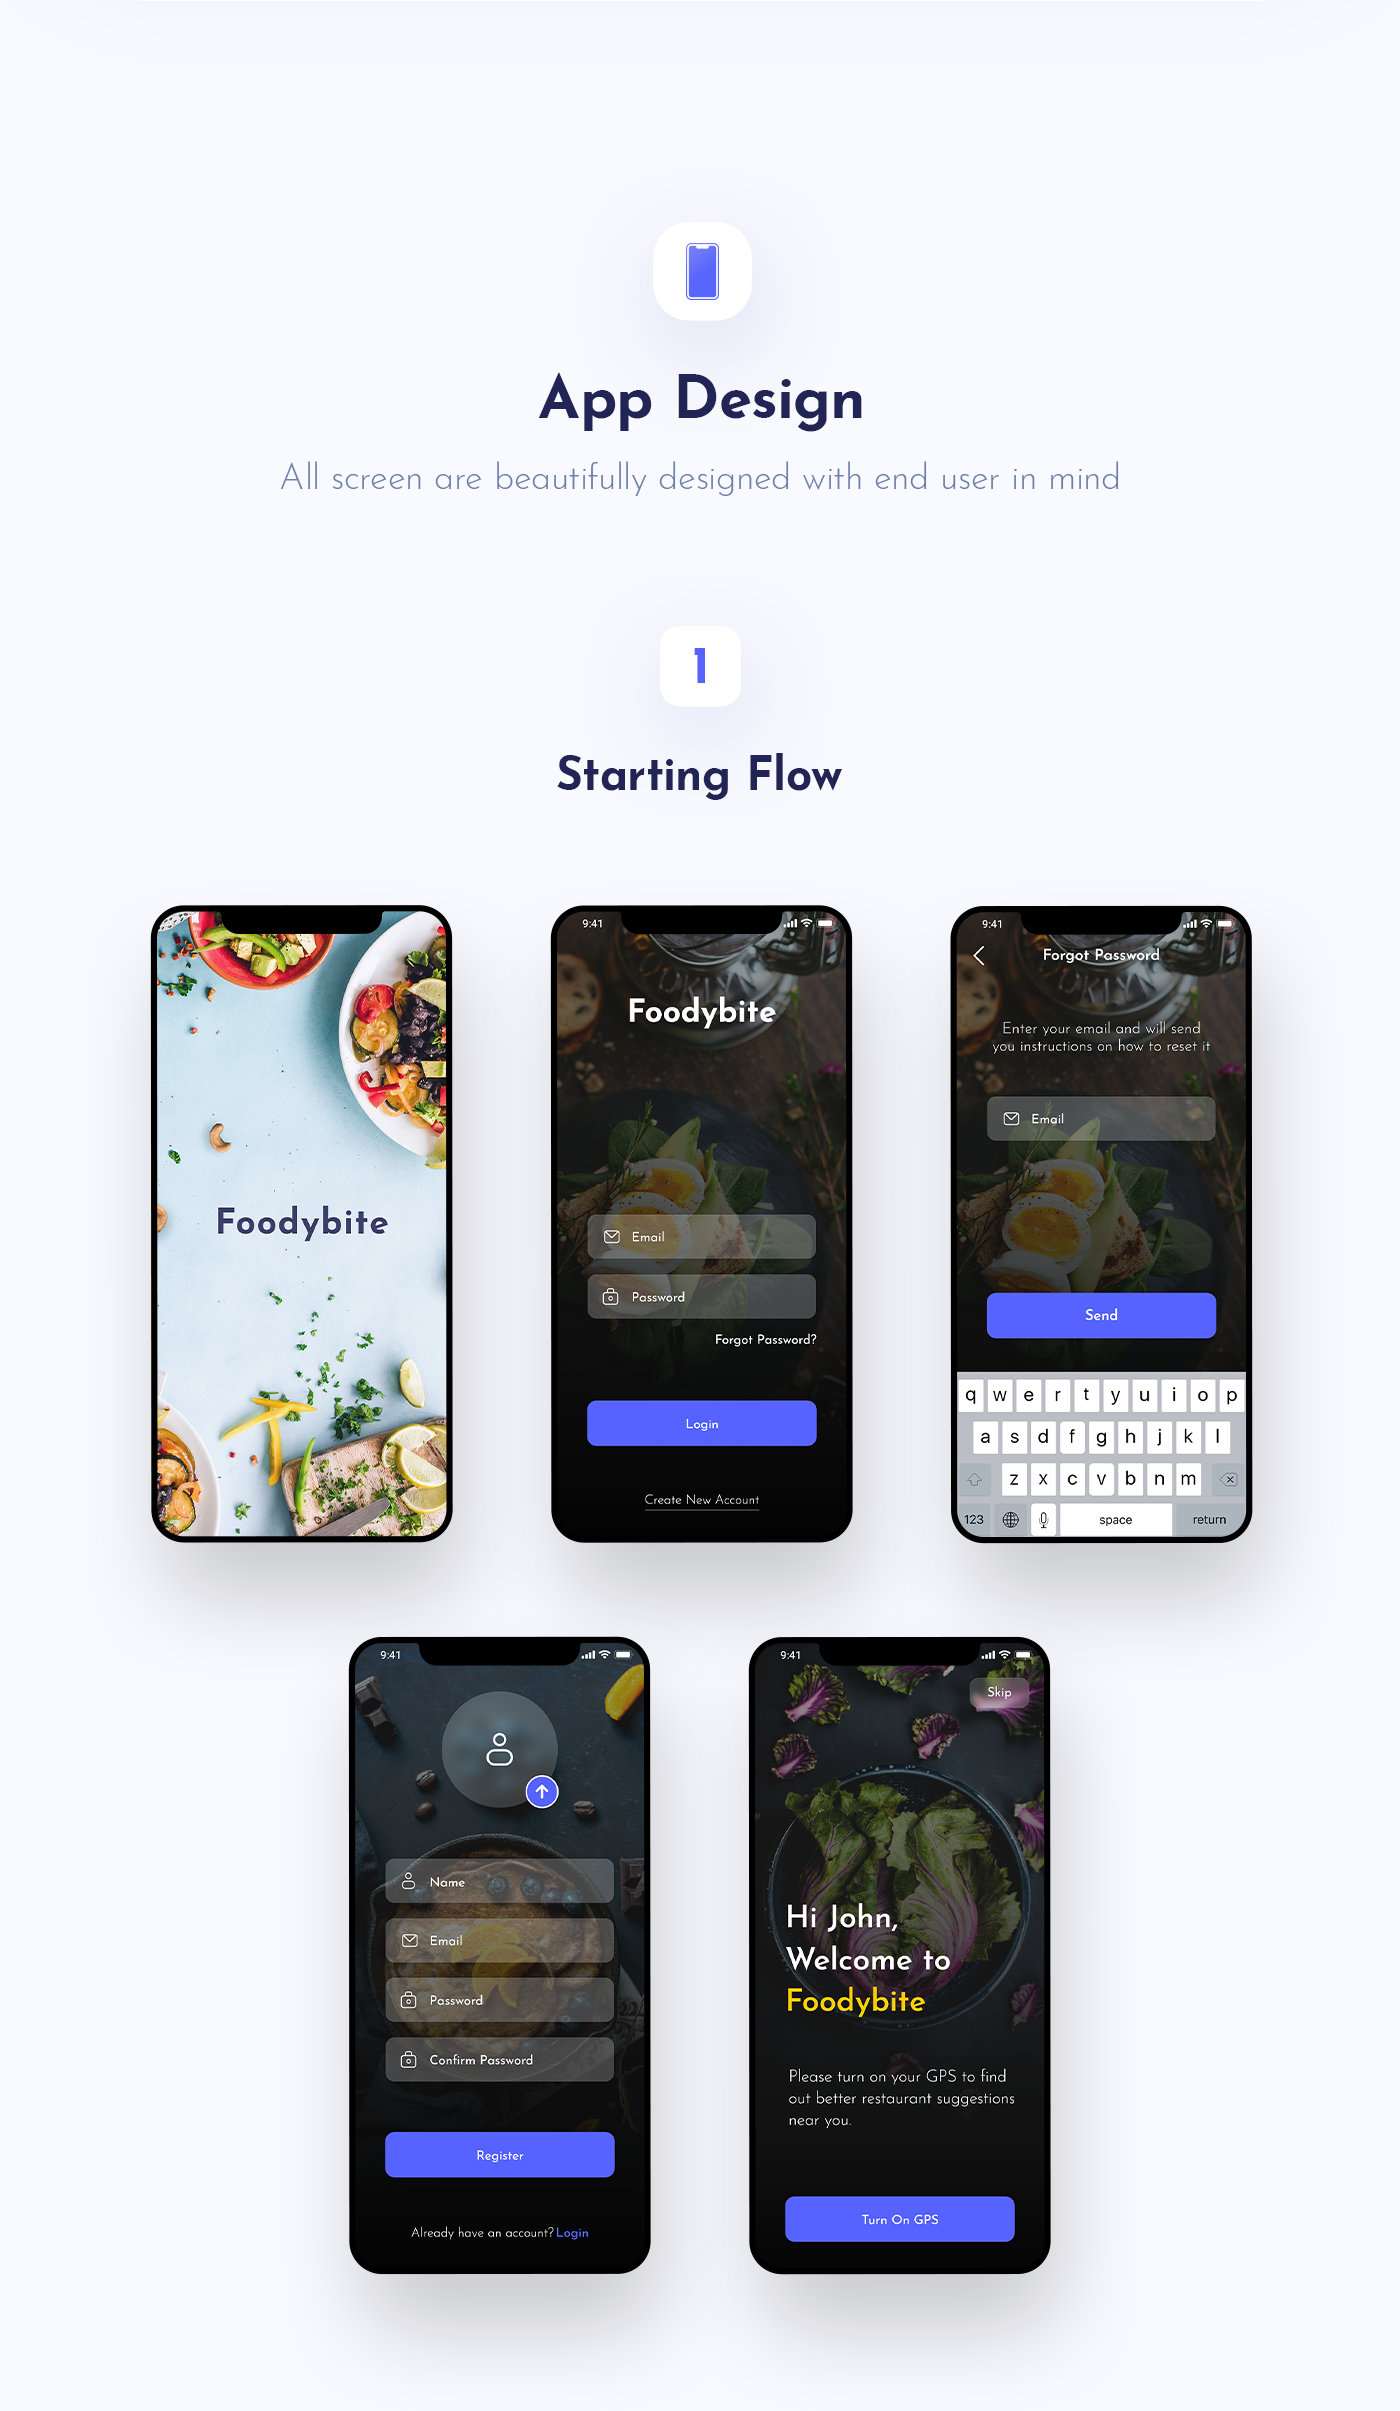 App Design
All screen are beautifully designed with end user in mind
1
Starting Flow
Foodybite
9:41
Foodybite
Email
Password
Forgot Password?
Login
Create New Account
9:41
Forgot Password
Enter your email and will send
you instructions on how to reset it
Email
Send
q w e r t y u i o p
a s d f g h j k l
z x c v b n m
123 space return
9:41
Name
Email
Password
Confirm Password
Register
Already have an account? Login
9:41
Skip
Hi John,
Welcome to
Foodybite
Please turn on your GPS to find
out better restaurant suggestions
near you.
Turn On GPS